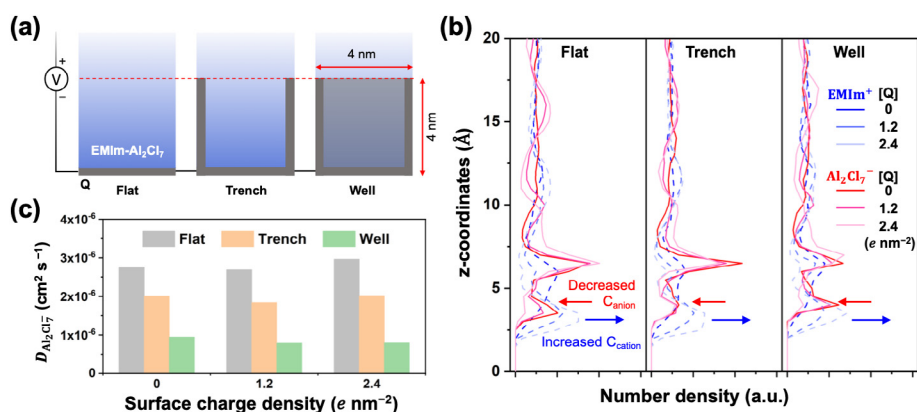 (a)
4 nm
+
V
−
4 nm
EMIm-Al₂Cl₇
Q
Flat
Trench
Well
(b)
20
15
10
5
0
z-coordinates (Å)
Flat
Trench
Well
EMIm⁺ [Q]
0
1.2
2.4
Al₂Cl₇⁻ [Q]
0
1.2
2.4
(e nm⁻²)
Decreased
C_anion
Increased C_cation
Number density (a.u.)
(c)
4x10⁻⁶
3x10⁻⁶
2x10⁻⁶
1x10⁻⁶
0
D_Al₂Cl₇⁻ (cm² s⁻¹)
Flat
Trench
Well
0
1.2
2.4
Surface charge density (e nm⁻²)